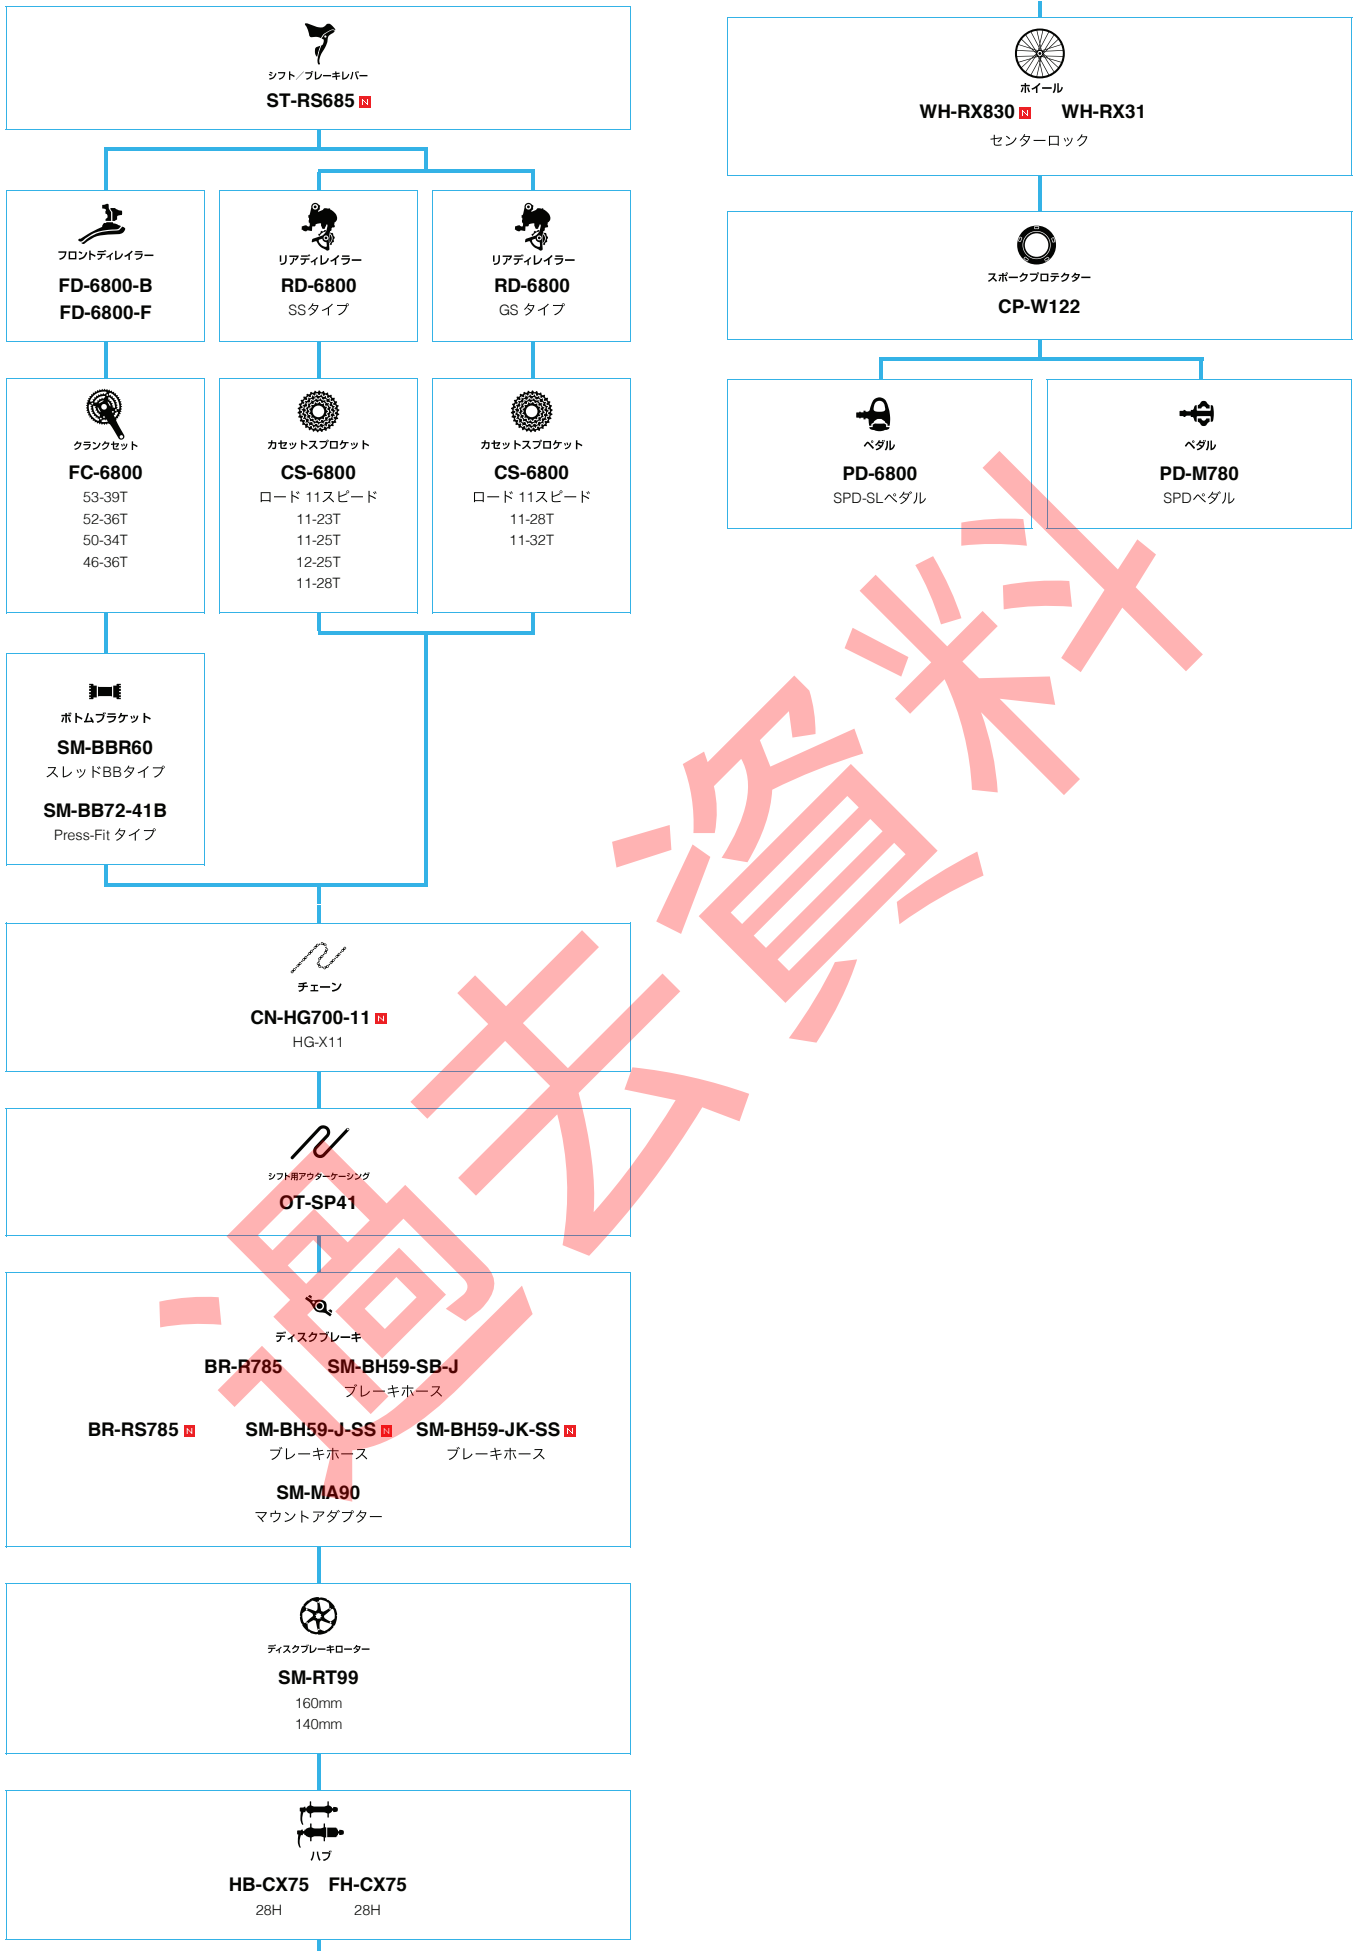 シフト／ブレーキレバー
ST-RS685 N
フロントディレイラー
FD-6800-B
FD-6800-F
リアディレイラー
RD-6800
SSタイプ
リアディレイラー
RD-6800
GS タイプ
クランクセット
FC-6800
53-39T
52-36T
50-34T
46-36T
カセットスプロケット
CS-6800
ロード 11スピード
11-23T
11-25T
12-25T
11-28T
カセットスプロケット
CS-6800
ロード 11スピード
11-28T
11-32T
ボトムブラケット
SM-BBR60
スレッドBBタイプ
SM-BB72-41B
Press-Fit タイプ
チェーン
CN-HG700-11 N
HG-X11
シフト用アウターケーシング
OT-SP41
ディスクブレーキ
BR-R785 SM-BH59-SB-J
ブレーキホース
BR-RS785 N SM-BH59-J-SS N SM-BH59-JK-SS N
ブレーキホース ブレーキホース
SM-MA90
マウントアダプター
ディスクブレーキローター
SM-RT99
160mm
140mm
ハブ
HB-CX75 FH-CX75
28H 28H
ホイール
WH-RX830 N WH-RX31
センターロック
スポークプロテクター
CP-W122
ペダル
PD-6800
SPD-SLペダル
ペダル
PD-M780
SPDペダル
過去資料